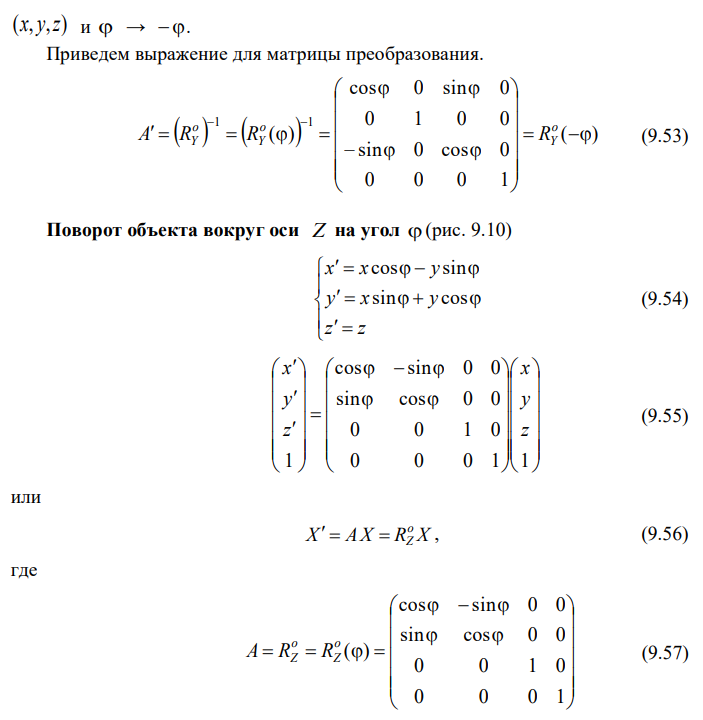 (x, y, z) и φ → −φ.
Приведем выражение для матрицы преобразования.
A′ = (R_Y^o)^−1 = (R_Y^o(φ))^−1 = ( cosφ 0 sinφ 0
0 1 0 0
−sinφ 0 cosφ 0
0 0 0 1 ) = R_Y^o(−φ) (9.53)
Поворот объекта вокруг оси Z на угол φ (рис. 9.10)
{ x′ = x cosφ − y sinφ
y′ = x sinφ + y cosφ (9.54)
z′ = z
( x′ ) ( cosφ −sinφ 0 0 ) ( x )
( y′ ) ( sinφ cosφ 0 0 ) ( y )
= (9.55)
( z′ ) ( 0 0 1 0 ) ( z )
( 1 ) ( 0 0 0 1 ) ( 1 )
или
X′ = A X = R_Z^o X , (9.56)
где
A = R_Z^o = R_Z^o(φ) = ( cosφ −sinφ 0 0
sinφ cosφ 0 0
0 0 1 0
0 0 0 1 ) (9.57)